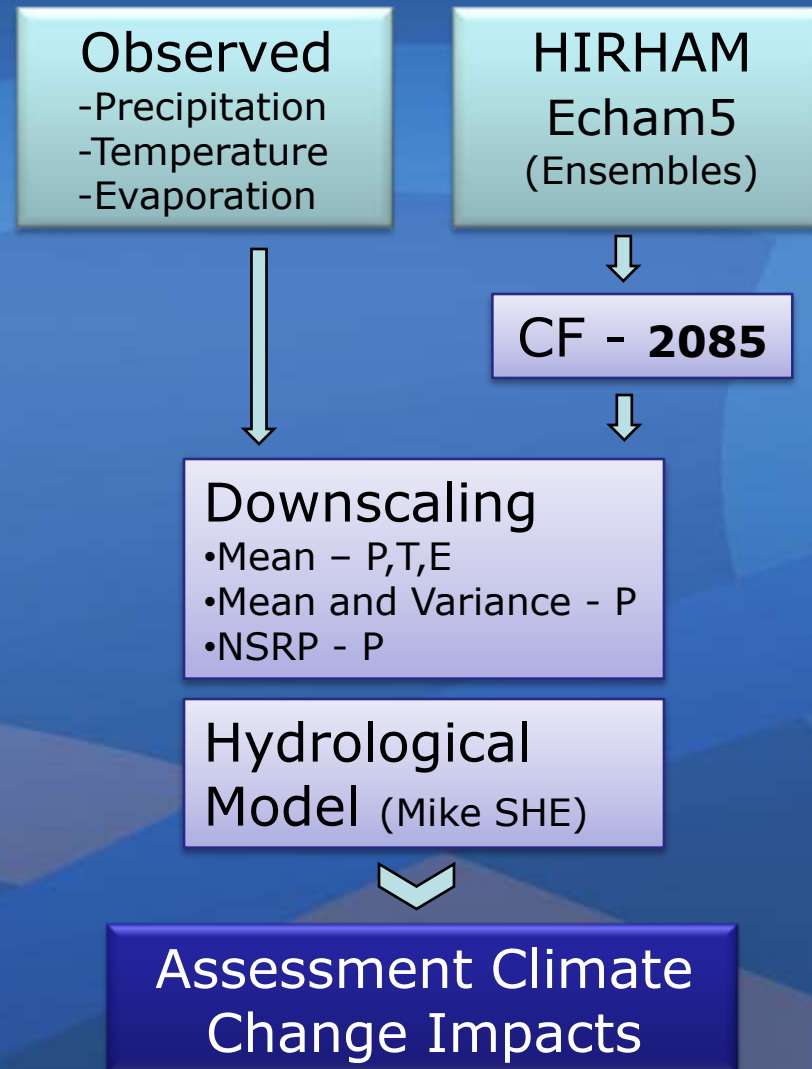 Observed
-Precipitation
-Temperature
-Evaporation
HIRHAM
Echam5
(Ensembles)
CF - 2085
Downscaling
•Mean – P,T,E
•Mean and Variance - P
•NSRP - P
Hydrological
Model (Mike SHE)
Assessment Climate
Change Impacts